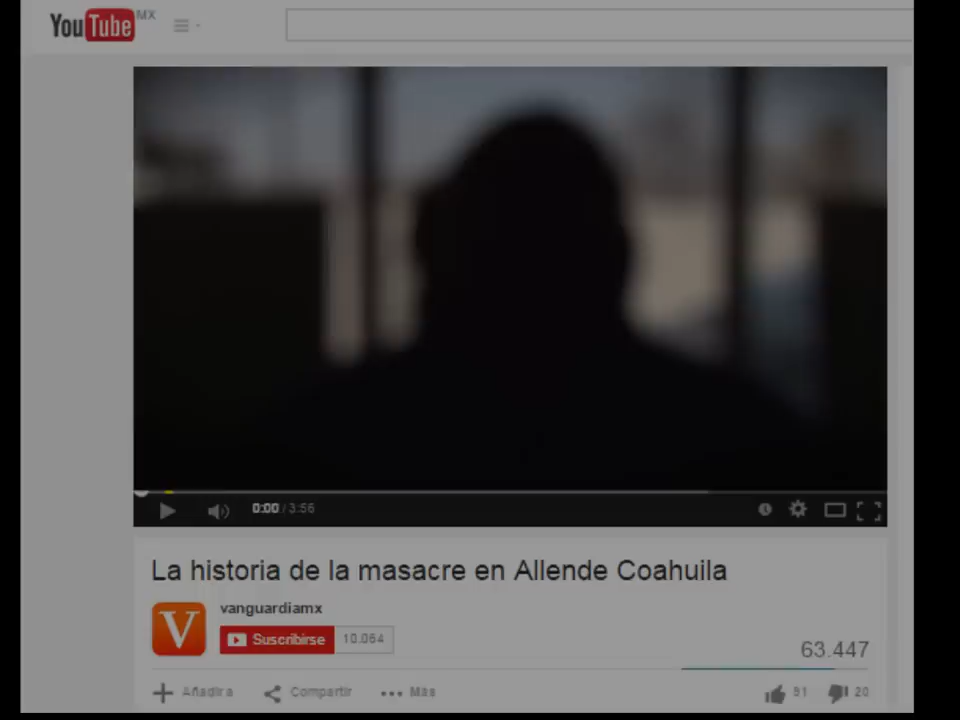 YouTube MX
0:00 / 3:56
La historia de la masacre en Allende Coahuila
V
vanguardiamx
Suscribirse 10.064
63.447
Añadir a Compartir Más
91 20